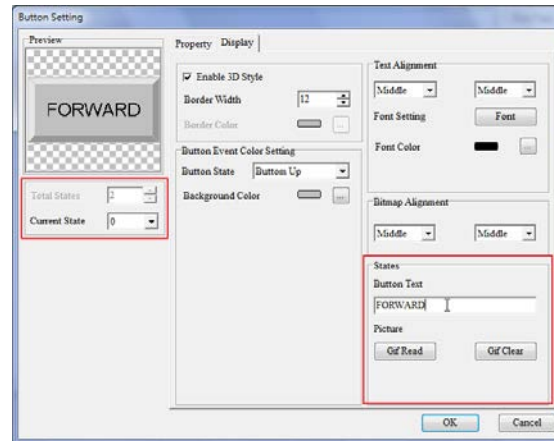 Button Setting
Preview
FORWARD
Total States 2
Current State 0
Property Display
Enable 3D Style
Border Width 12
Border Color ...
Button Event Color Setting
Button State Buttom Up
Background Color ...
Text Alignment
Middle Middle
Font Setting Font
Font Color ...
Bitmap Alignment
Middle Middle
States
Button Text
FORWARD
Picture
Gif Read Gif Clear
OK Cancel